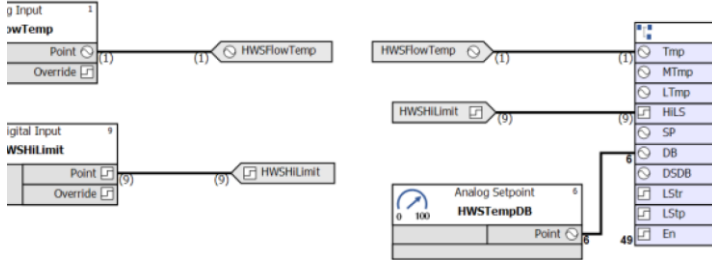 g Input 1
owTemp
Point
(1)
Override
(1)
HWSFlowTemp
igital Input 9
WSHiLimit
Point
(9)
Override
(9)
HWSHiLimit
HWSFlowTemp
(1)
(1)
HWSHiLimit
(9)
(9)
Analog Setpoint 6
HWSTempDB
0 100
Point
6
Tmp
MTmp
LTmp
HiLS
SP
DB
6
DSDB
LStr
LStp
En
49